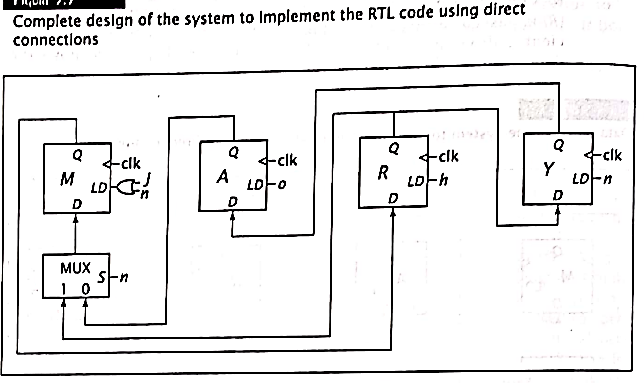 Complete design of the system to implement the RTL code using direct
connections
Q
clk
M
LD
j
n
D
MUX
S
n
1 0
Q
clk
A
LD
o
D
Q
clk
R
LD
h
D
Q
clk
Y
LD
n
D